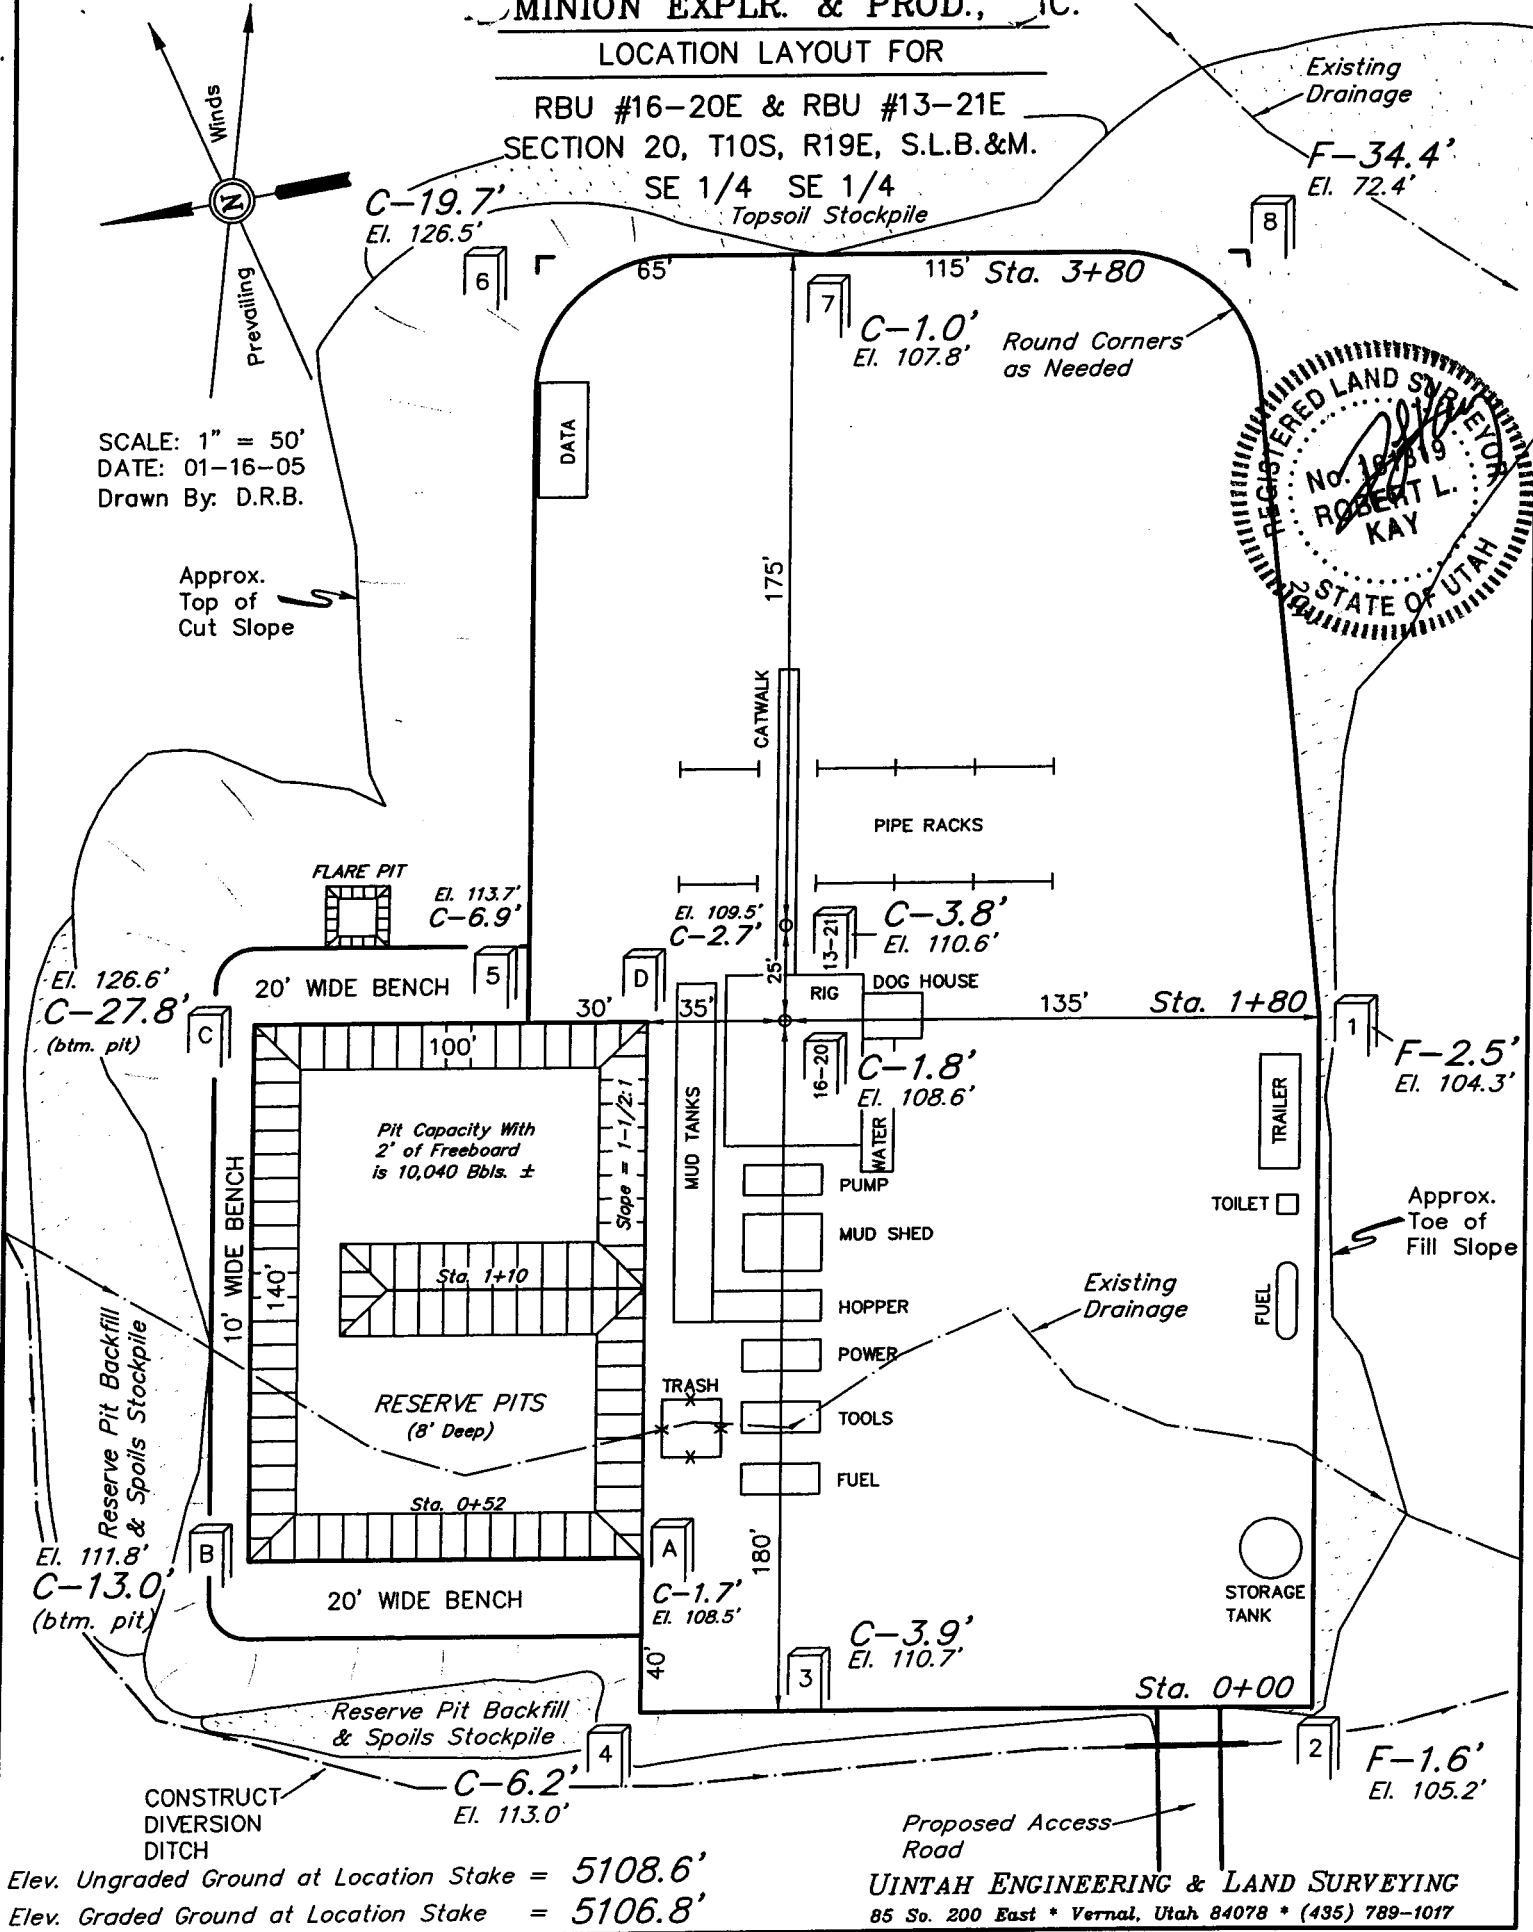 MINION EXPLR. & PROD.,
LOCATION LAYOUT FOR
RBU #16-20E & RBU #13-21E
SECTION 20, T10S, R19E, S.L.B.&M.
SE 1/4 SE 1/4
Winds
N
Prevailing
Existing
Drainage
F-34.4'
El. 72.4'
8
C-19.7'
El. 126.5'
6
Topsoil Stockpile
65'
115'
Sta. 3+80
7
C-1.0'
El. 107.8'
Round Corners
as Needed
REGISTERED LAND SURVEYOR
No. 161319
ROBERT L.
KAY
STATE OF UTAH
SCALE: 1" = 50'
DATE: 01-16-05
Drawn By: D.R.B.
DATA
Approx.
Top of
Cut Slope
175'
CATWALK
PIPE RACKS
FLARE PIT
El. 113.7'
C-6.9'
El. 109.5'
C-2.7'
13-21
C-3.8'
El. 110.6'
El. 126.6'
C-27.8'
(btm. pit)
C
20' WIDE BENCH
5
D
25'
RIG
DOG HOUSE
30'
35'
135'
Sta. 1+80
1
F-2.5'
El. 104.3'
100'
16-20
C-1.8'
El. 108.6'
Pit Capacity With
2' of Freeboard
is 10,040 Bbls. ±
Slope = 1-1/2:1
MUD TANKS
WATER
TRAILER
PUMP
TOILET
MUD SHED
Approx.
Toe of
Fill Slope
10' WIDE BENCH
140'
Sta. 1+10
HOPPER
Existing
Drainage
FUEL
POWER
Reserve Pit Backfill
& Spoils Stockpile
RESERVE PITS
(8' Deep)
TRASH
TOOLS
FUEL
Sta. 0+52
El. 111.8'
C-13.0'
(btm. pit)
B
A
180'
20' WIDE BENCH
C-1.7'
El. 108.5'
STORAGE
TANK
40'
3
C-3.9'
El. 110.7'
Sta. 0+00
Reserve Pit Backfill
& Spoils Stockpile
4
2
F-1.6'
El. 105.2'
C-6.2'
El. 113.0'
CONSTRUCT
DIVERSION
DITCH
Proposed Access
Road
Elev. Ungraded Ground at Location Stake = 5108.6'
Elev. Graded Ground at Location Stake = 5106.8'
UINTAH ENGINEERING & LAND SURVEYING
85 So. 200 East * Vernal, Utah 84078 * (435) 789-1017